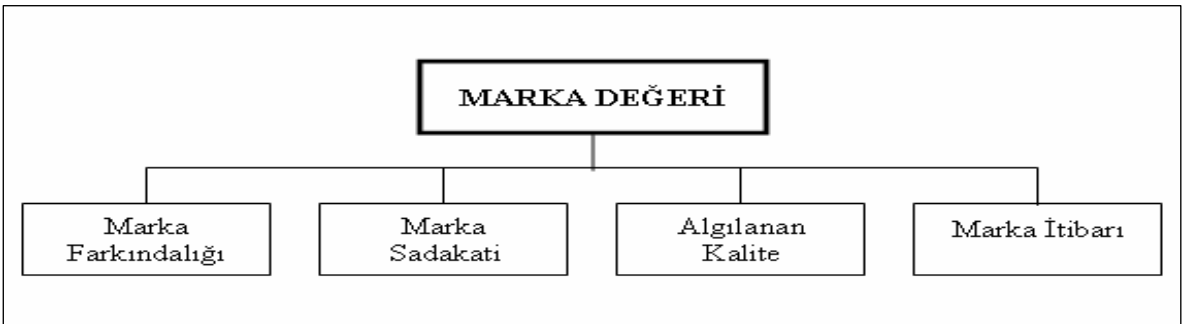 MARKA DEĞERİ
Marka
Farkındalığı
Marka
Sadakati
Algılanan
Kalite
Marka İtibarı